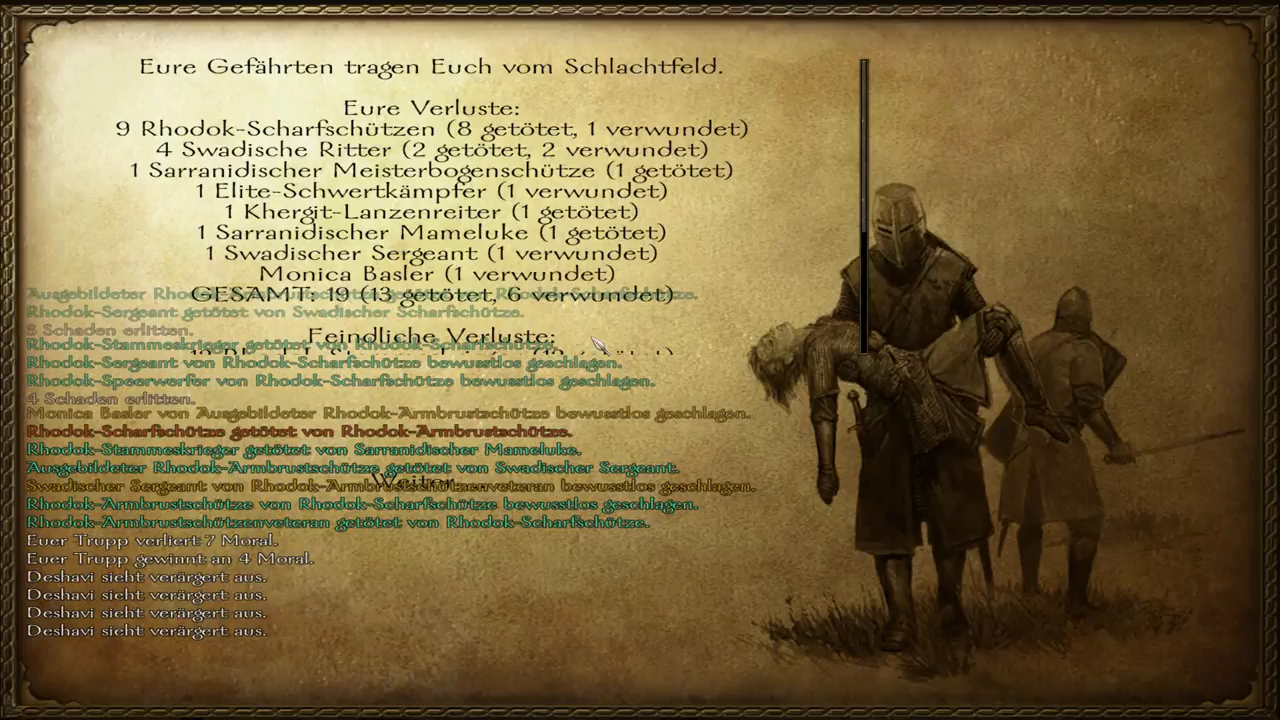 Eure Gefährten tragen Euch vom Schlachtfeld.
Eure Verluste:
9 Rhodok-Scharfschützen (8 getötet, 1 verwundet)
4 Swadische Ritter (2 getötet, 2 verwundet)
1 Sarranidischer Meisterbogenschütze (1 getötet)
1 Elite-Schwertkämpfer (1 verwundet)
1 Khergit-Lanzenreiter (1 getötet)
1 Sarranidischer Mameluke (1 getötet)
1 Swadischer Sergeant (1 verwundet)
Monica Basler (1 verwundet)
GESAMT: 19 (13 getötet, 6 verwundet)
Feindliche Verluste:
Ausgebildeter
Rhodok-Sergeant getötet von Swadischer Scharfschütze.
8 Schaden erlitten.
Rhodok-Stammeskrieger getötet von Rhodok-Scharfschütze.
Rhodok-Sergeant von Rhodok-Scharfschütze bewusstlos geschlagen.
Rhodok-Speerwerfer von Rhodok-Scharfschütze bewusstlos geschlagen.
4 Schaden erlitten.
Monica Basler von Ausgebildeter Rhodok-Armbrustschütze bewusstlos geschlagen.
Rhodok-Scharfschütze getötet von Rhodok-Armbrustschütze.
Rhodok-Stammeskrieger getötet von Sarranidischer Mameluke.
Ausgebildeter Rhodok-Armbrustschütze getötet von Swadischer Sergeant.
Weiter...
Swadischer Sergeant von Rhodok-Armbrustschützenveteran bewusstlos geschlagen.
Rhodok-Armbrustschütze von Rhodok-Scharfschütze bewusstlos geschlagen.
Rhodok-Armbrustschützenveteran getötet von Rhodok-Scharfschütze.
Euer Trupp verliert 7 Moral.
Euer Trupp gewinnt an 4 Moral.
Deshavi sieht verärgert aus.
Deshavi sieht verärgert aus.
Deshavi sieht verärgert aus.
Deshavi sieht verärgert aus.